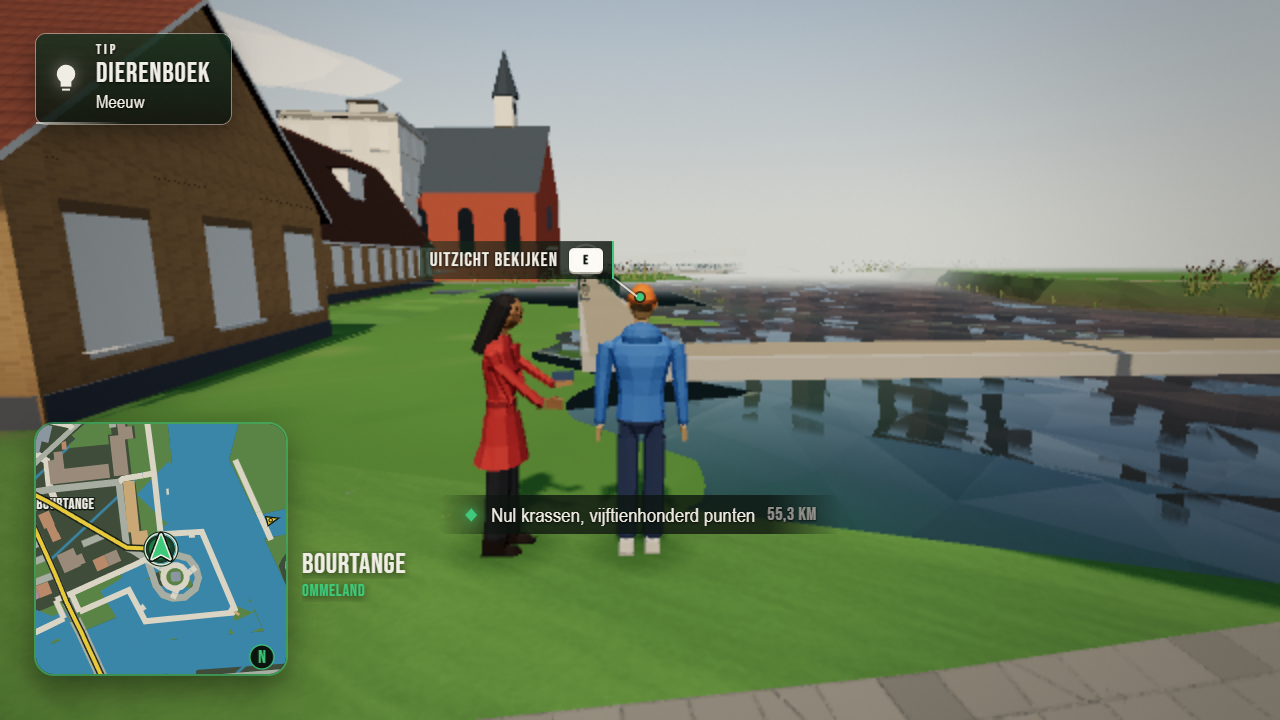 TIP
DIERENBOEK
Meeuw
UITZICHT BEKIJKEN E
Nul krassen, vijftienhonderd punten 55,3 KM
BOURTANGE
BOURTANGE
OMMELAND
N